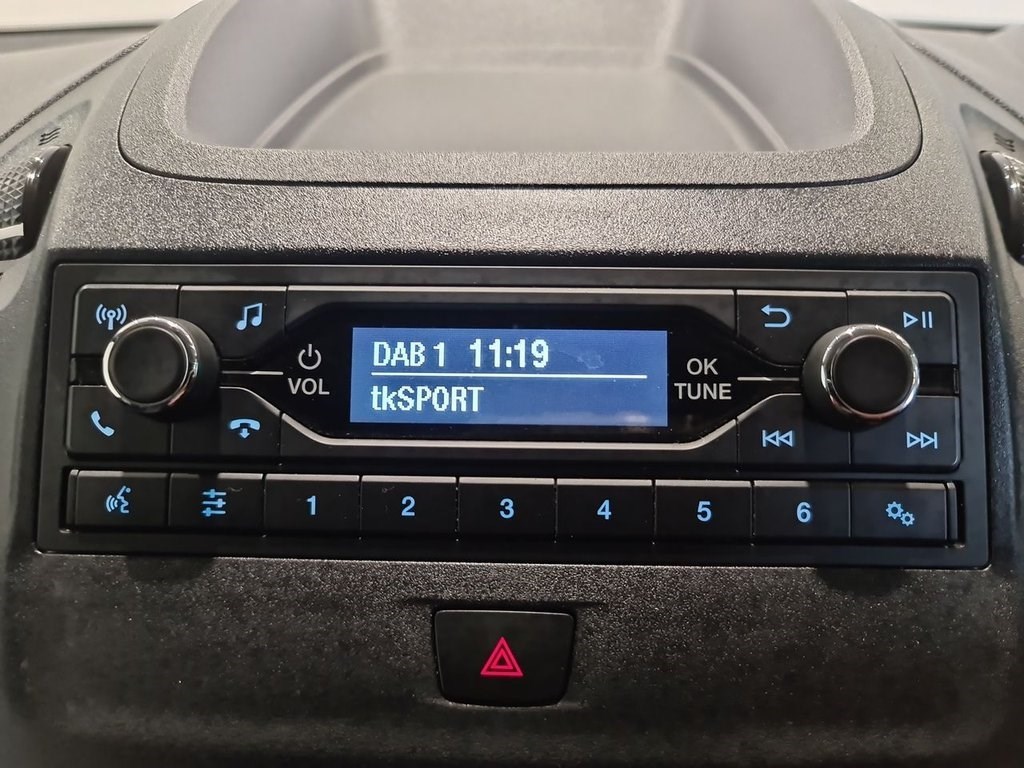 DAB 1 11:19
tkSPORT
VOL
OK
TUNE
1 2 3 4 5 6